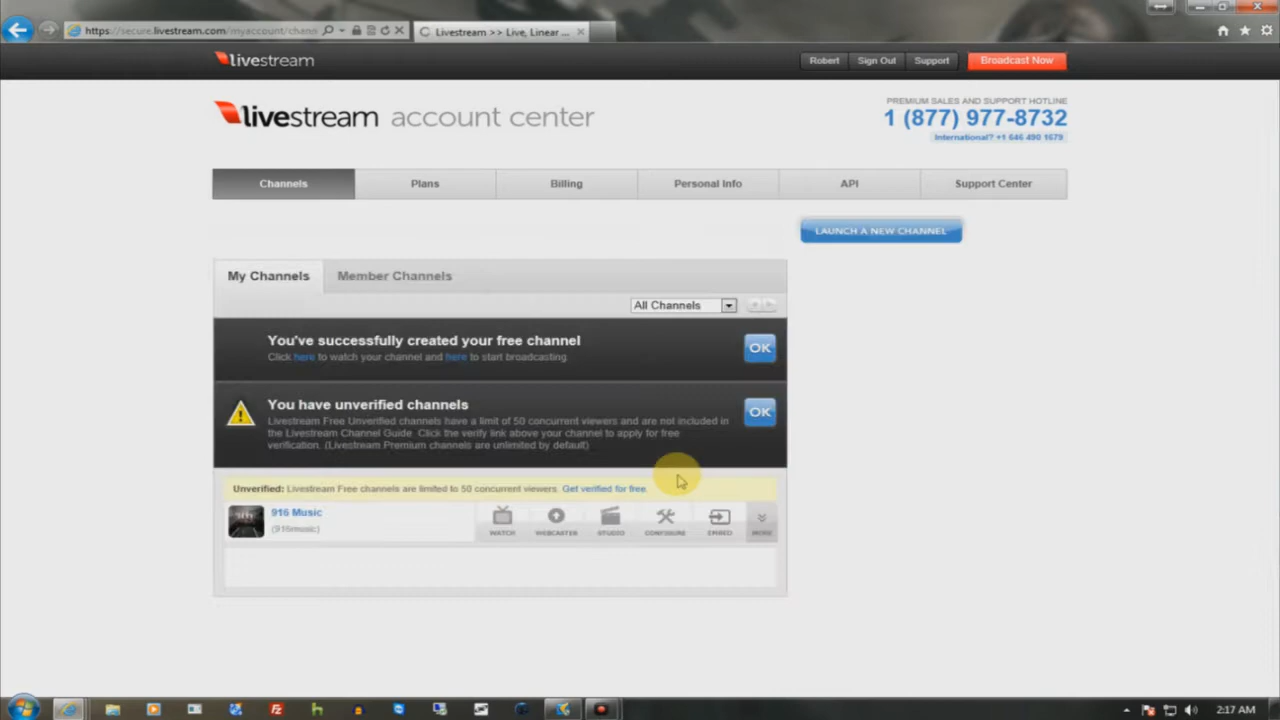 https://secure.livestream.com/myaccount/chann
Livestream >> Live, Linear ...
livestream
Robert
Sign Out
Support
Broadcast Now
livestream account center
PREMIUM SALES AND SUPPORT HOTLINE
1 (877) 977-8732
International? +1 646 490 1679
Channels
Plans
Billing
Personal Info
API
Support Center
LAUNCH A NEW CHANNEL
My Channels
Member Channels
All Channels
You've successfully created your free channel
Click here to watch your channel and here to start broadcasting.
OK
You have unverified channels
Livestream Free Unverified channels have a limit of 50 concurrent viewers and are not included in
the Livestream Channel Guide. Click the verify link above your channel to apply for free
verification. (Livestream Premium channels are unlimited by default)
OK
Unverified: Livestream Free channels are limited to 50 concurrent viewers. Get verified for free.
916 Music
(916music)
WATCH
WEBCASTER
STUDIO
CONFIGURE
EMBED
MORE
2:17 AM